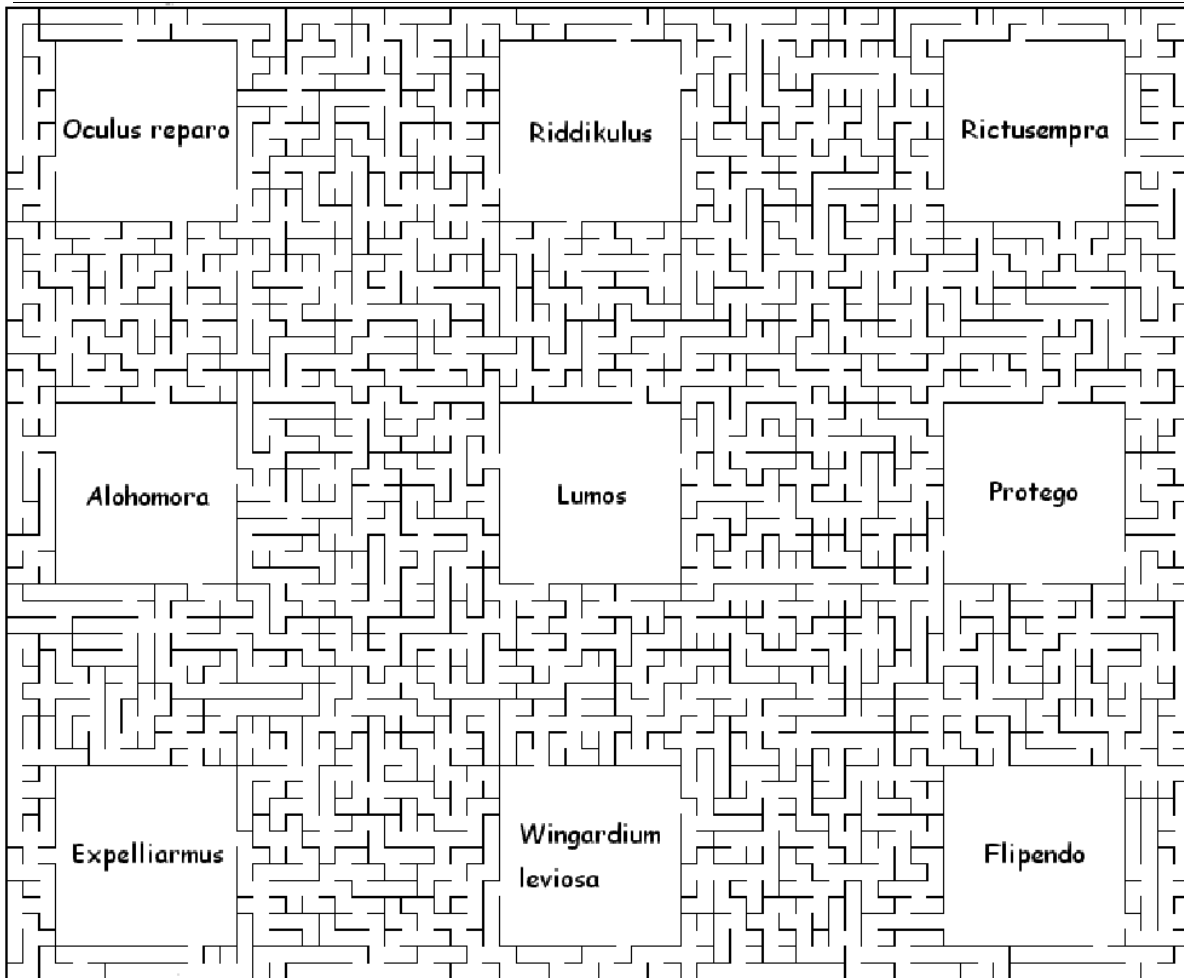 Oculus reparo
Riddikulus
Rictusempra
Alohomora
Lumos
Protego
Expelliarmus
Wingardium
leviosa
Flipendo